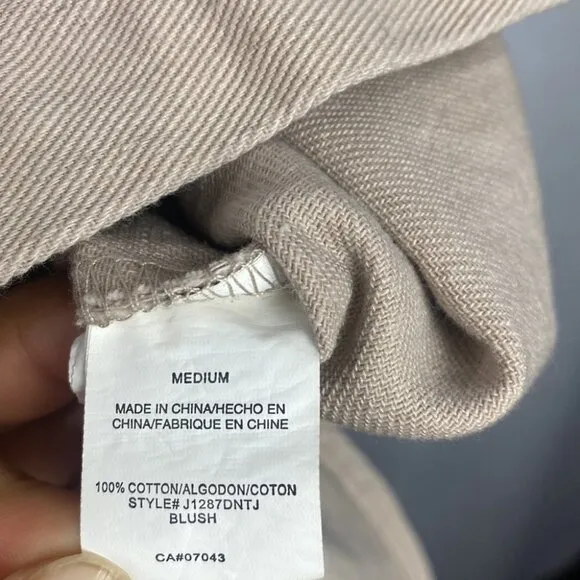 MEDIUM
MADE IN CHINA/HECHO EN
CHINA/FABRIQUE EN CHINE
100% COTTON/ALGODON/COTON
STYLE# J1287DNTJ
BLUSH
CA#07043